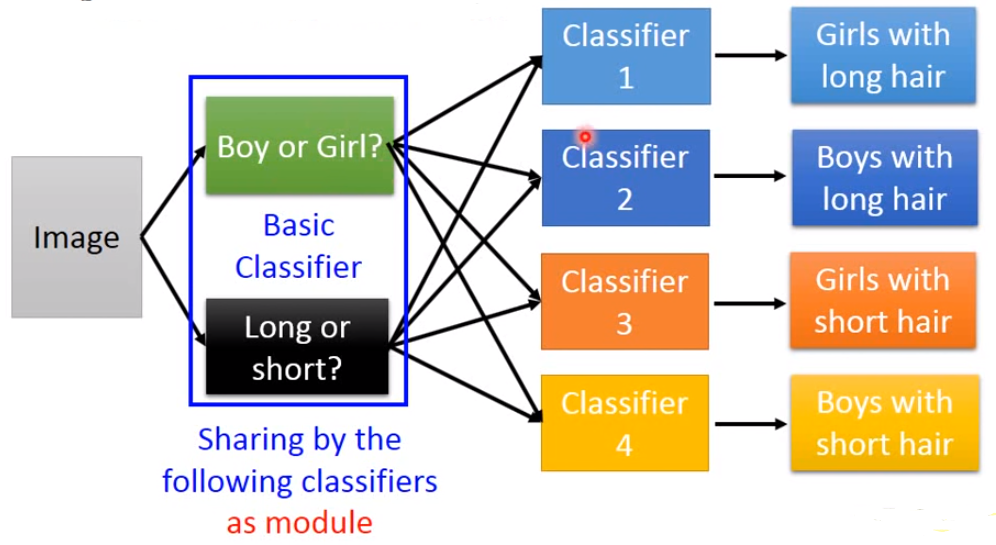 Image
Boy or Girl?
Basic
Classifier
Long or
short?
Sharing by the
following classifiers
as module
Classifier
1
Girls with
long hair
Classifier
2
Boys with
long hair
Classifier
3
Girls with
short hair
Classifier
4
Boys with
short hair